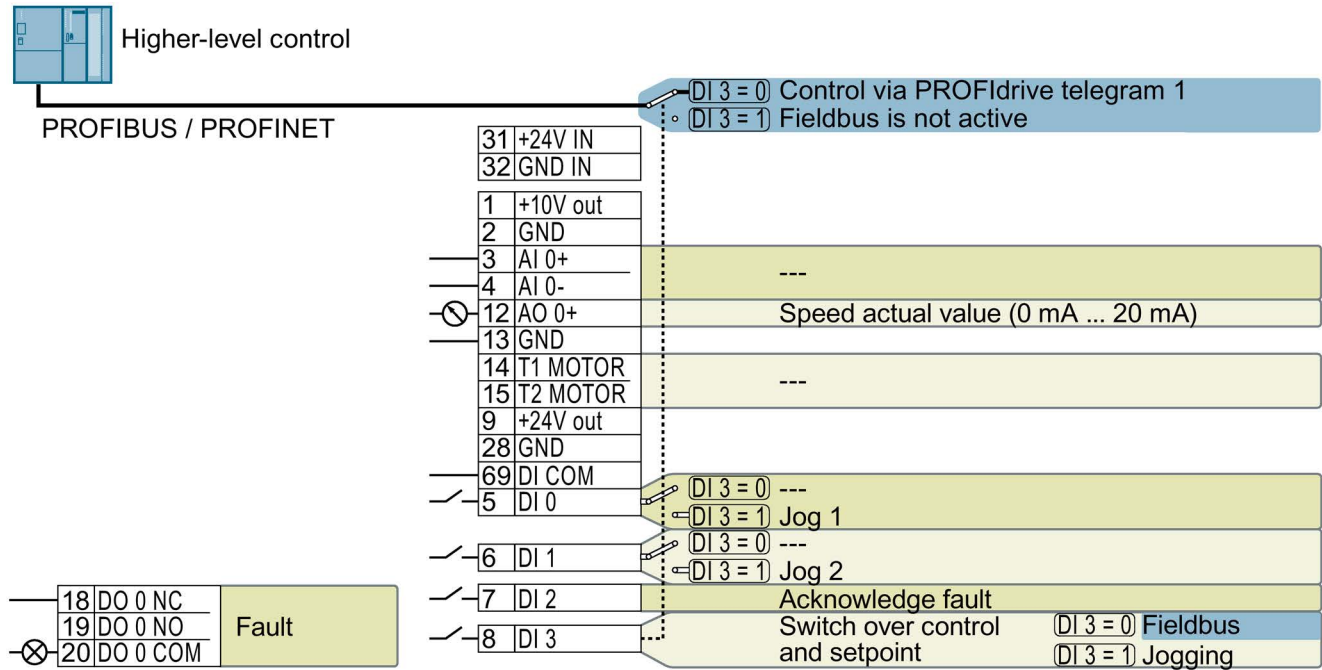 Higher-level control
PROFIBUS / PROFINET
DI 3 = 0 Control via PROFIdrive telegram 1
DI 3 = 1 Fieldbus is not active
31 +24V IN
32 GND IN
1 +10V out
2 GND
3 AI 0+
4 AI 0-
---
12 AO 0+ Speed actual value (0 mA ... 20 mA)
13 GND
14 T1 MOTOR
15 T2 MOTOR
---
9 +24V out
28 GND
69 DI COM
5 DI 0
DI 3 = 0 ---
DI 3 = 1 Jog 1
6 DI 1
DI 3 = 0 ---
DI 3 = 1 Jog 2
7 DI 2 Acknowledge fault
8 DI 3
Switch over control
and setpoint
DI 3 = 0 Fieldbus
DI 3 = 1 Jogging
18 DO 0 NC
19 DO 0 NO
20 DO 0 COM
Fault